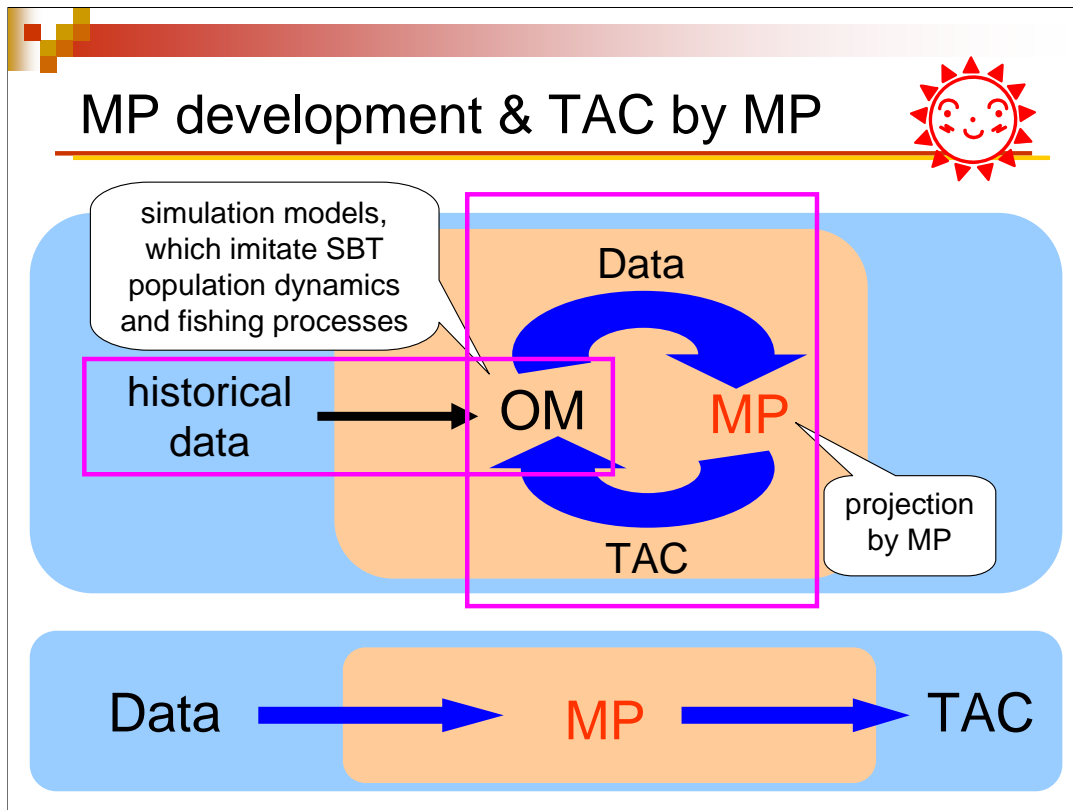 MP development & TAC by MP
simulation models,
which imitate SBT
population dynamics
and fishing processes
Data
historical
data
OM
MP
projection
by MP
TAC
Data
MP
TAC